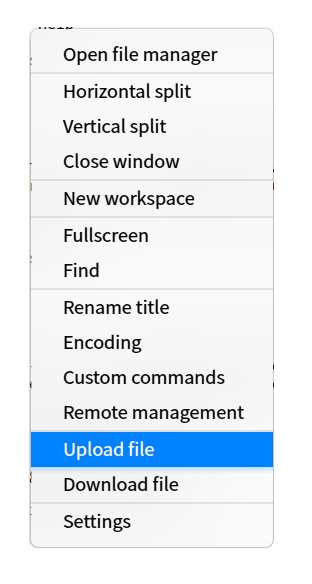 Open file manager
Horizontal split
Vertical split
Close window
New workspace
Fullscreen
Find
Rename title
Encoding
Custom commands
Remote management
Upload file
Download file
Settings